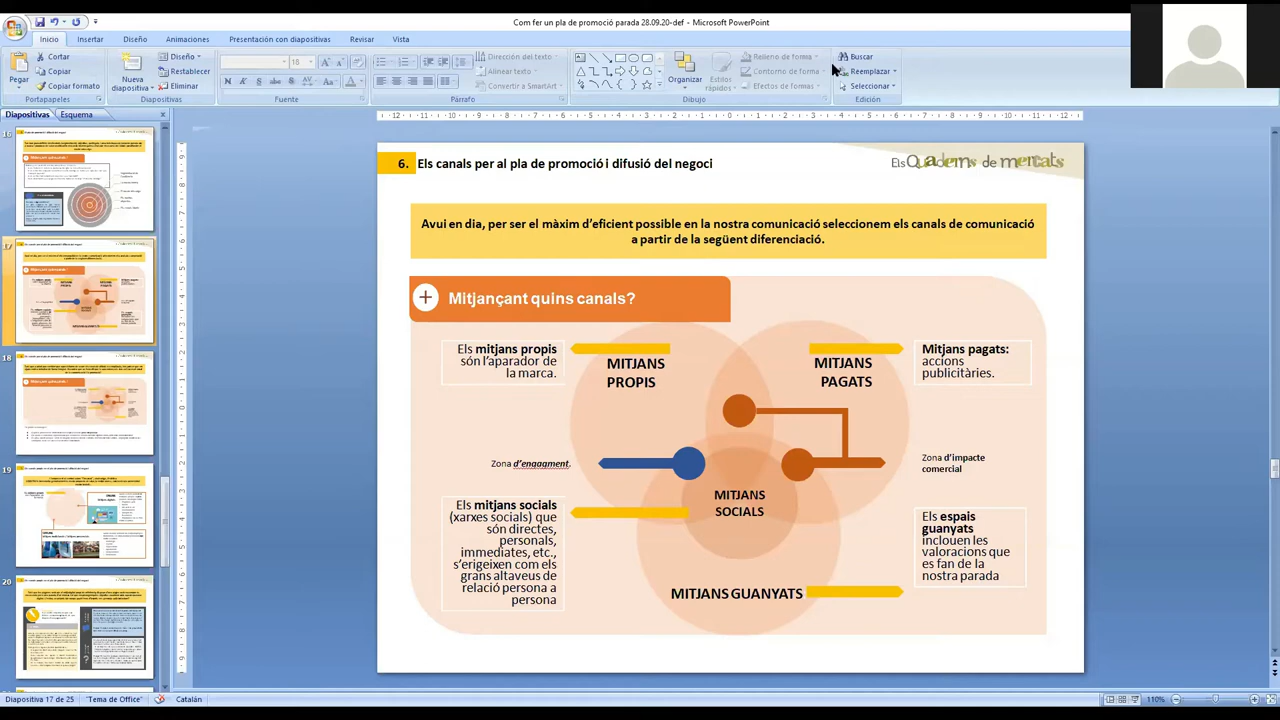 Com fer un pla de promoció parada 28.09.20-def - Microsoft PowerPoint
Inicio Insertar Diseño Animaciones Presentación con diapositivas Revisar Vista
Cortar
Copiar
Copiar formato
Pegar
Portapapeles
Nueva
diapositiva
Diseño
Restablecer
Eliminar
Diapositivas
18
Fuente
Párrafo
Dirección del texto
Alinear texto
Convertir a SmartArt
Organizar
Estilos
rápidos
Relleno de forma
Contorno de forma
Efectos de formas
Dibujo
Buscar
Reemplazar
Seleccionar
Edición
Diapositivas Esquema
16
17
18
19
20
6. Els canals per al pla de promoció i difusió del negoci
Els Quaderns de mercats
Avui en dia, per ser el màxim d'eficient possible en la nostra comunicació seleccionem els canals de comunicació
a partir de la següent diferenciació.
Mitjançant quins canals?
Els mitjans propis
són l'aparador de
la marca.
MITJANS
PROPIS
MITJANS
PAGATS
Mitjans pagats:
accions
publicitàries.
Zona d'engagment.
Zona d'impacte
comercial
MITJANS
SOCIALS
Els mitjans socials
(xarxes socials) que
són directes,
personals,
immediates, etc.,
s'erigeixen com els
grans altaveus de
relació persona a
persona
Els espais
guanyats
inclouen les
valoracions que
es fan de la
nostra parada
MITJANS GUANYATS
Diapositiva 17 de 25 "Tema de Office" Catalán 110%